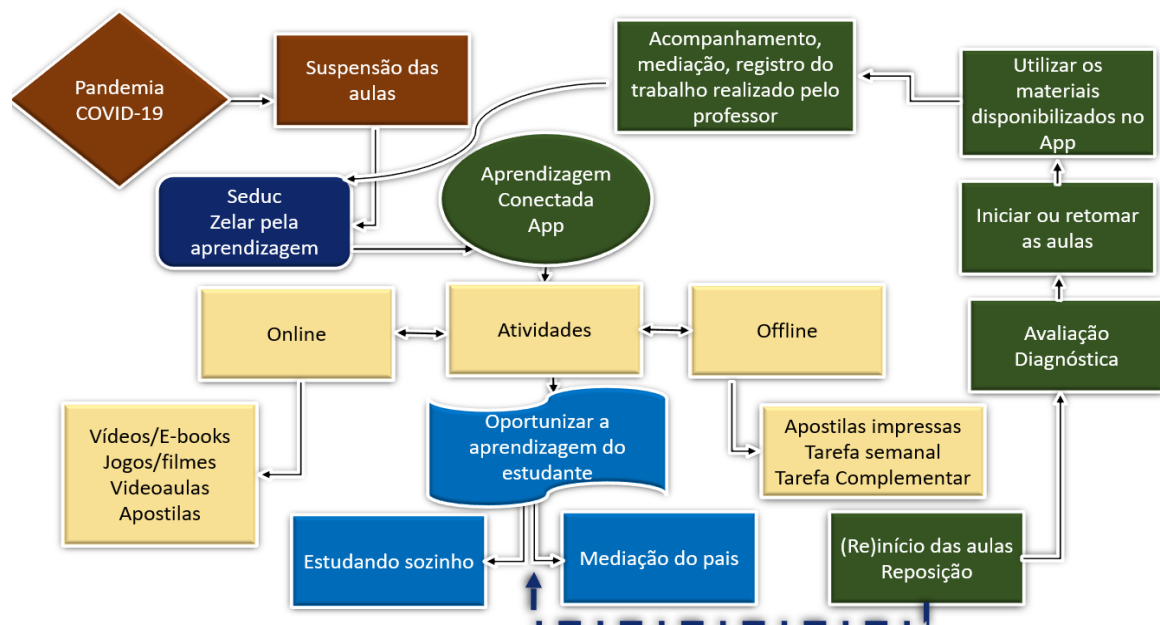 Pandemia
COVID-19
Suspensão das
aulas
Acompanhamento,
mediação, registro do
trabalho realizado pelo
professor
Utilizar os
materiais
disponibilizados no
App
Seduc
Zelar pela
aprendizagem
Aprendizagem
Conectada
App
Iniciar ou retomar
as aulas
Online
Atividades
Offline
Avaliação
Diagnóstica
Vídeos/E-books
Jogos/filmes
Videoaulas
Apostilas
Oportunizar a
aprendizagem do
estudante
Apostilas impressas
Tarefa semanal
Tarefa Complementar
Estudando sozinho
Mediação do pais
(Re)início das aulas
Reposição